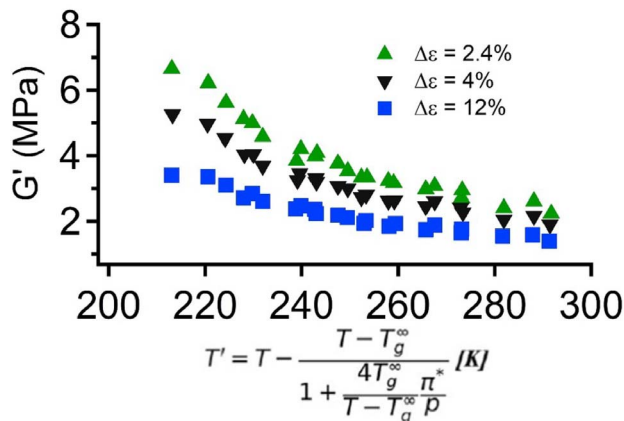 8
6
4
2
G' (MPa)
Δε = 2.4%
Δε = 4%
Δε = 12%
200 220 240 260 280 300
T' = T − (T − T_g^∞) / (1 + (4T_g^∞ / (T − T_g^∞)) (π* / p)) [K]